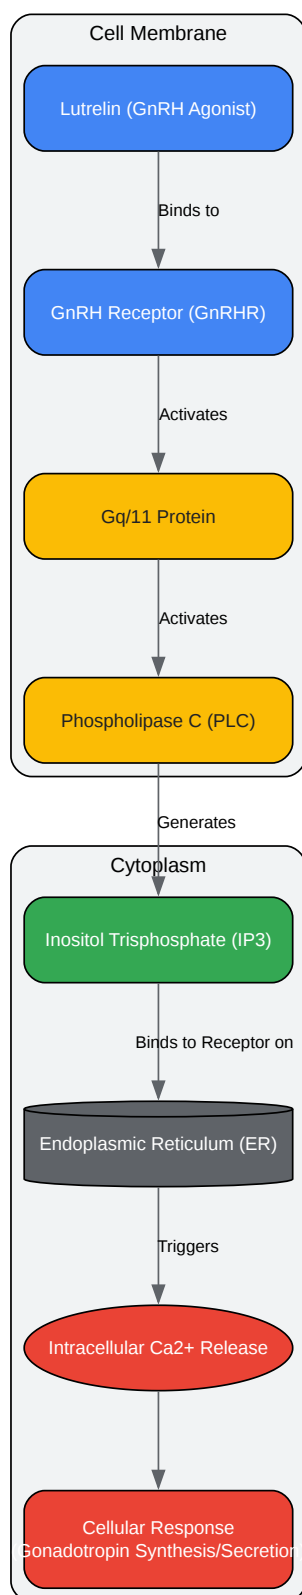 Cell Membrane
Lutrelin (GnRH Agonist)
Binds to
GnRH Receptor (GnRHR)
Activates
Gq/11 Protein
Activates
Phospholipase C (PLC)
Generates
Cytoplasm
Inositol Trisphosphate (IP3)
Binds to Receptor on
Endoplasmic Reticulum (ER)
Triggers
Intracellular Ca2+ Release
Cellular Response
(Gonadotropin Synthesis/Secretion)